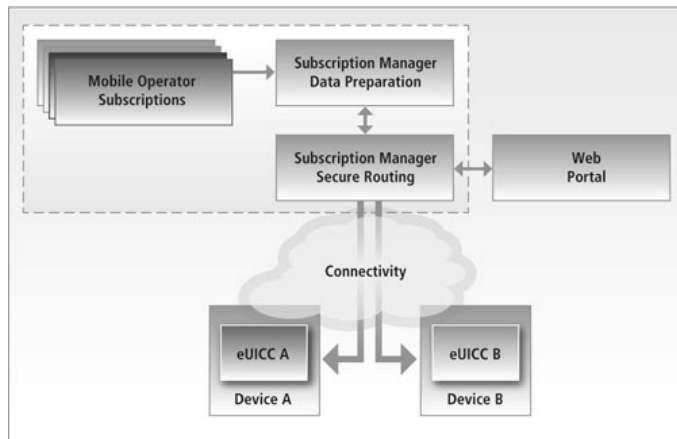 Mobile Operator
Subscriptions
Subscription Manager
Data Preparation
Subscription Manager
Secure Routing
Web
Portal
Connectivity
eUICC A
Device A
eUICC B
Device B